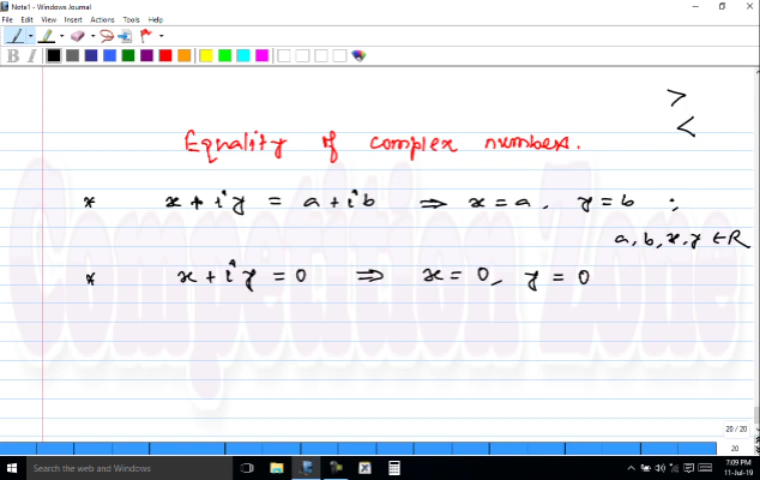 Note1 - Windows Journal
File Edit View Insert Actions Tools Help
B I
>
<
Equality of complex numbers.
* x + iy = a + ib ⇒ x = a, y = b ;
a, b, x, y ∈ R
* x + iy = 0 ⇒ x = 0, y = 0
Competition Zone
20 / 20
20
Search the web and Windows
7:09 PM
11-Jul-19